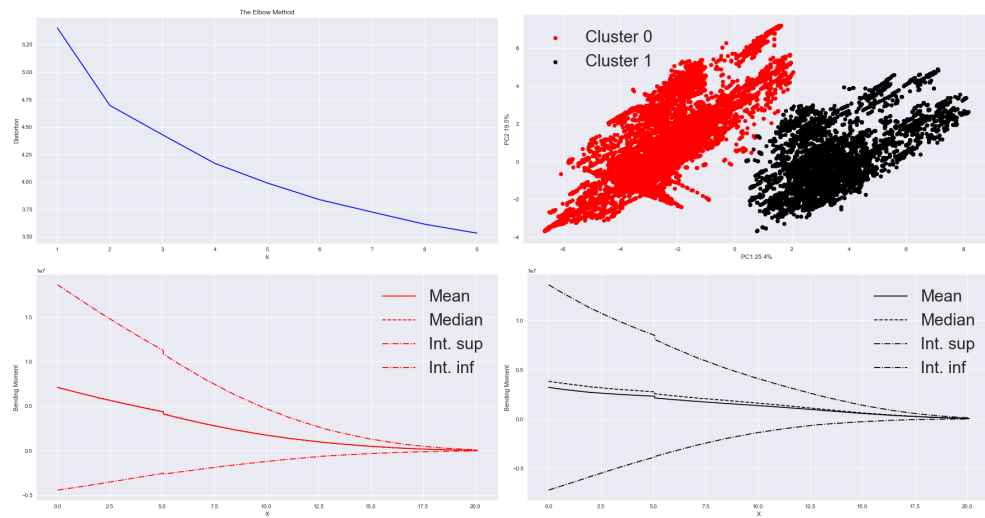 The Elbow Method
5.25
5.00
4.75
4.50
4.25
4.00
3.75
3.50
Distortion
1 2 3 4 5 6 7 8 9
k
Cluster 0
Cluster 1
6
4
2
0
−2
−4
PC2 19.5%
−6 −4 −2 0 2 4 6 8
PC1 25.4%
1e7
Mean
Median
Int. sup
Int. inf
1.5
1.0
0.5
0.0
−0.5
Bending Moment
0.0 2.5 5.0 7.5 10.0 12.5 15.0 17.5 20.0
X
1e7
Mean
Median
Int. sup
Int. inf
1.0
0.5
0.0
−0.5
Bending Moment
0.0 2.5 5.0 7.5 10.0 12.5 15.0 17.5 20.0
X